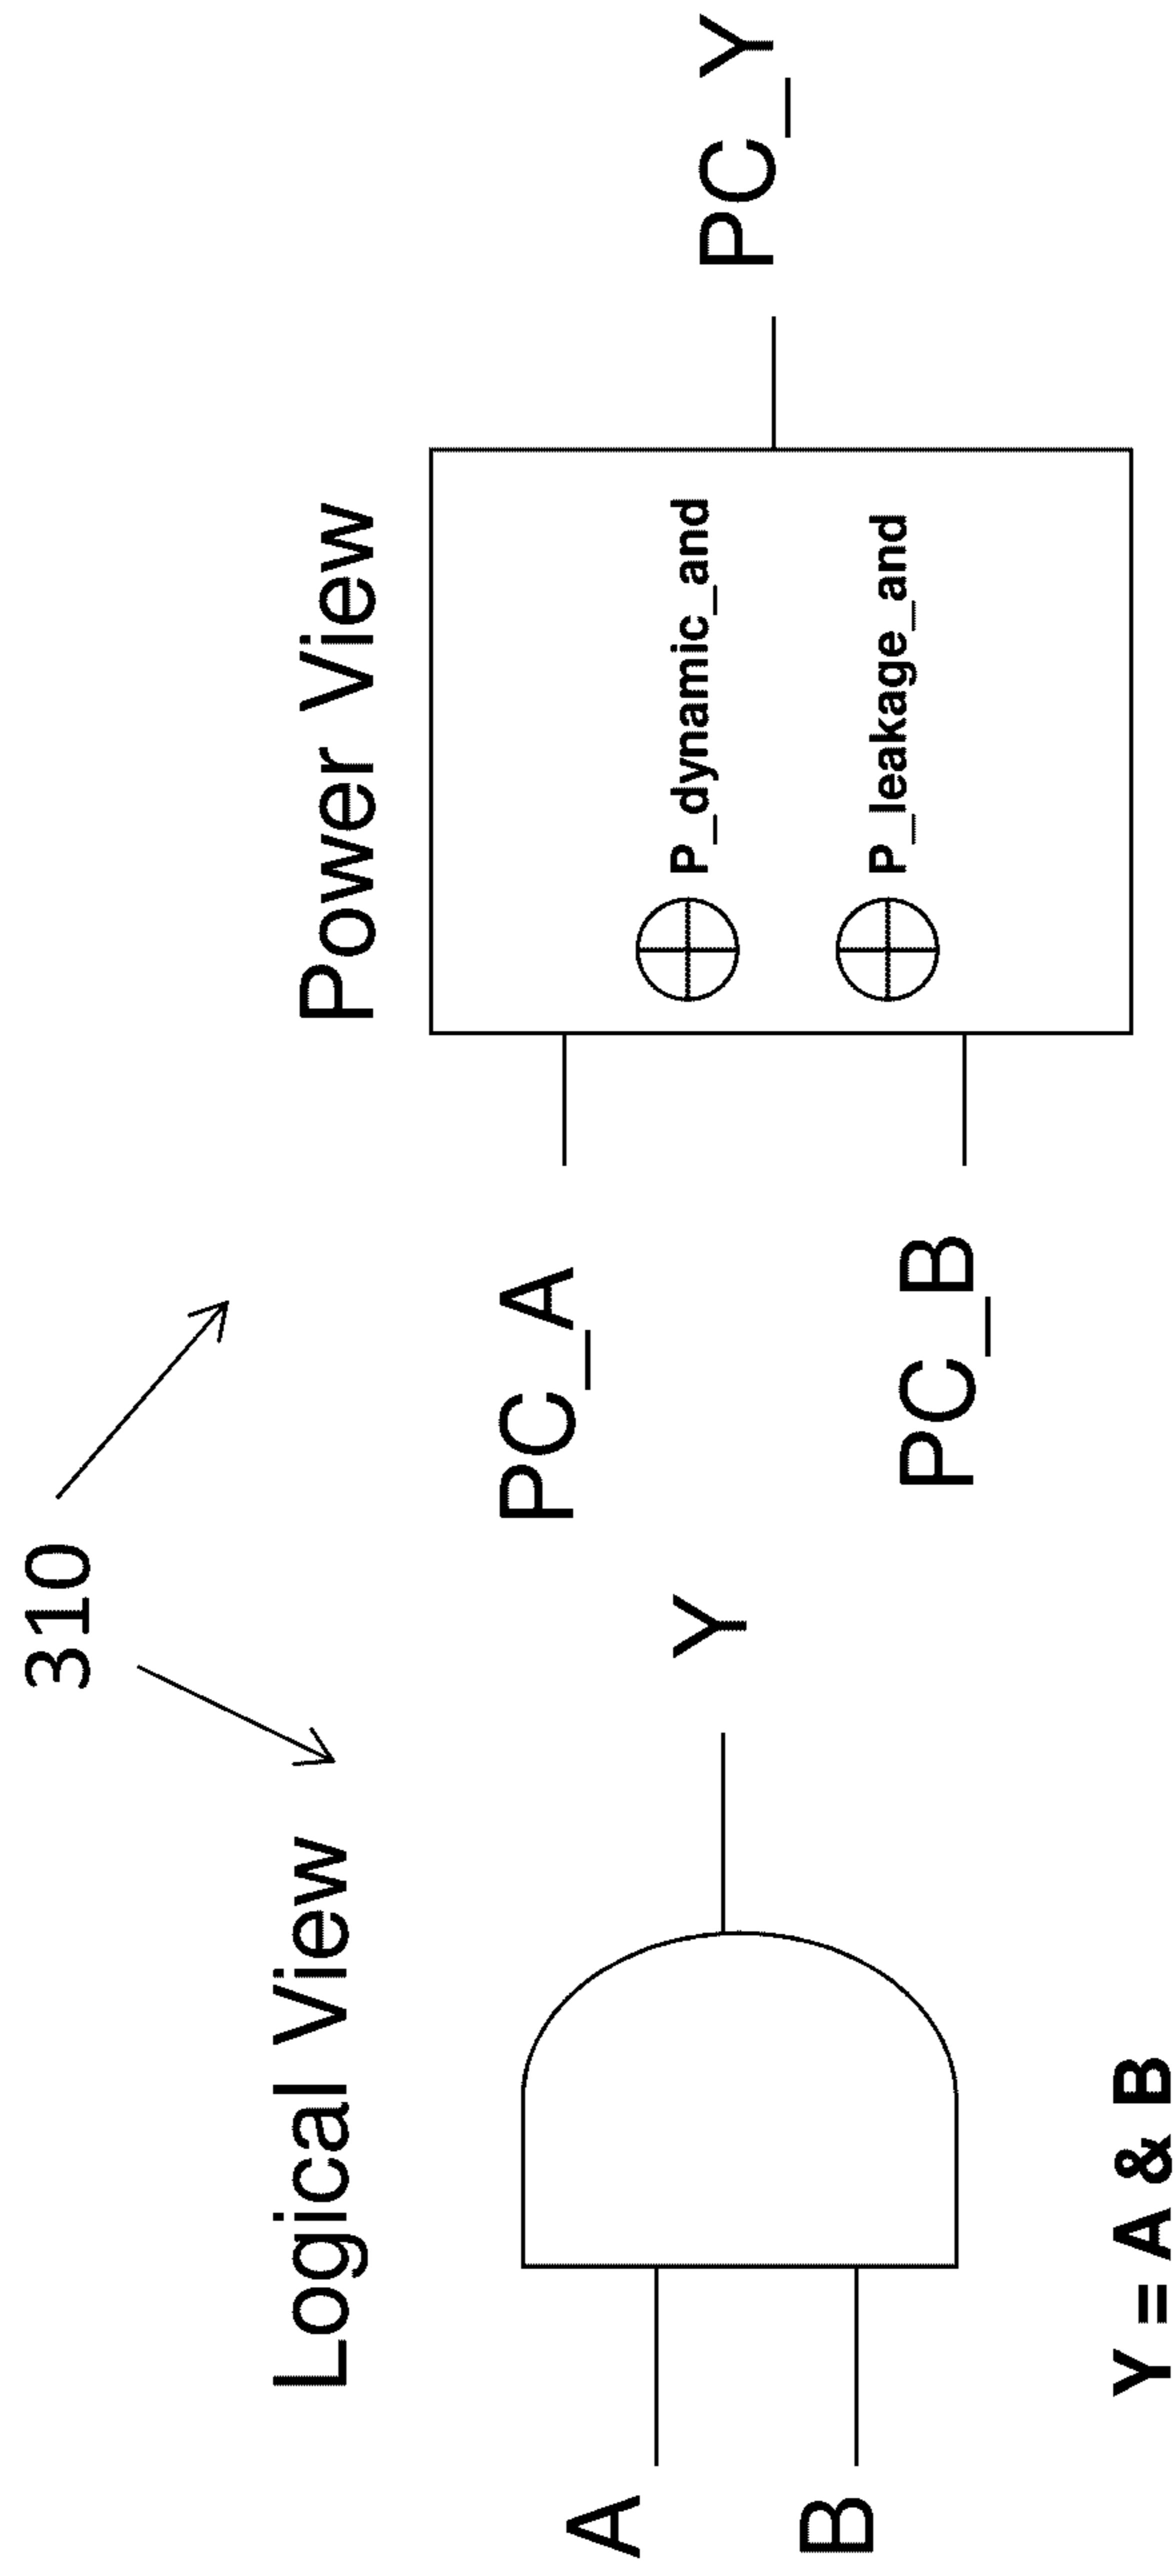 310
Logical View
A
B
Y
Y = A & B
Power View
PC_A
PC_B
P_dynamic_and
P_leakage_and
PC_Y